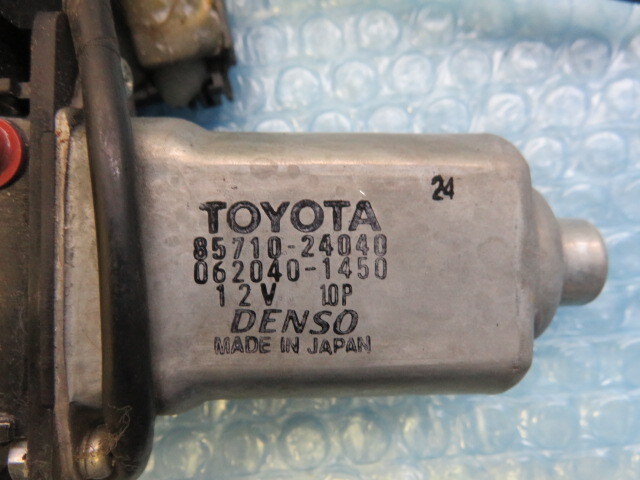 24
TOYOTA
85710-24040
062040-1450
12V 10P
DENSO
MADE IN JAPAN